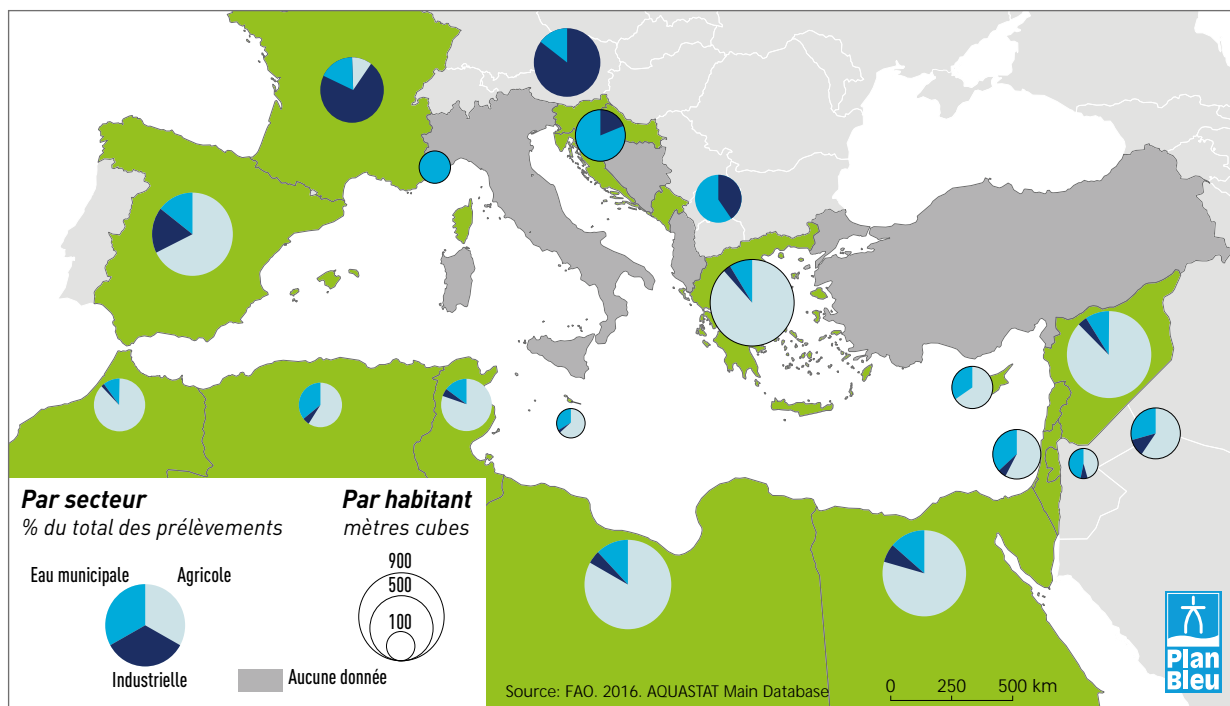 Par secteur
% du total des prélèvements
Eau municipale
Agricole
Industrielle
Par habitant
mètres cubes
900
500
100
Aucune donnée
Source: FAO. 2016. AQUASTAT Main Database
0 250 500 km
Plan
Bleu